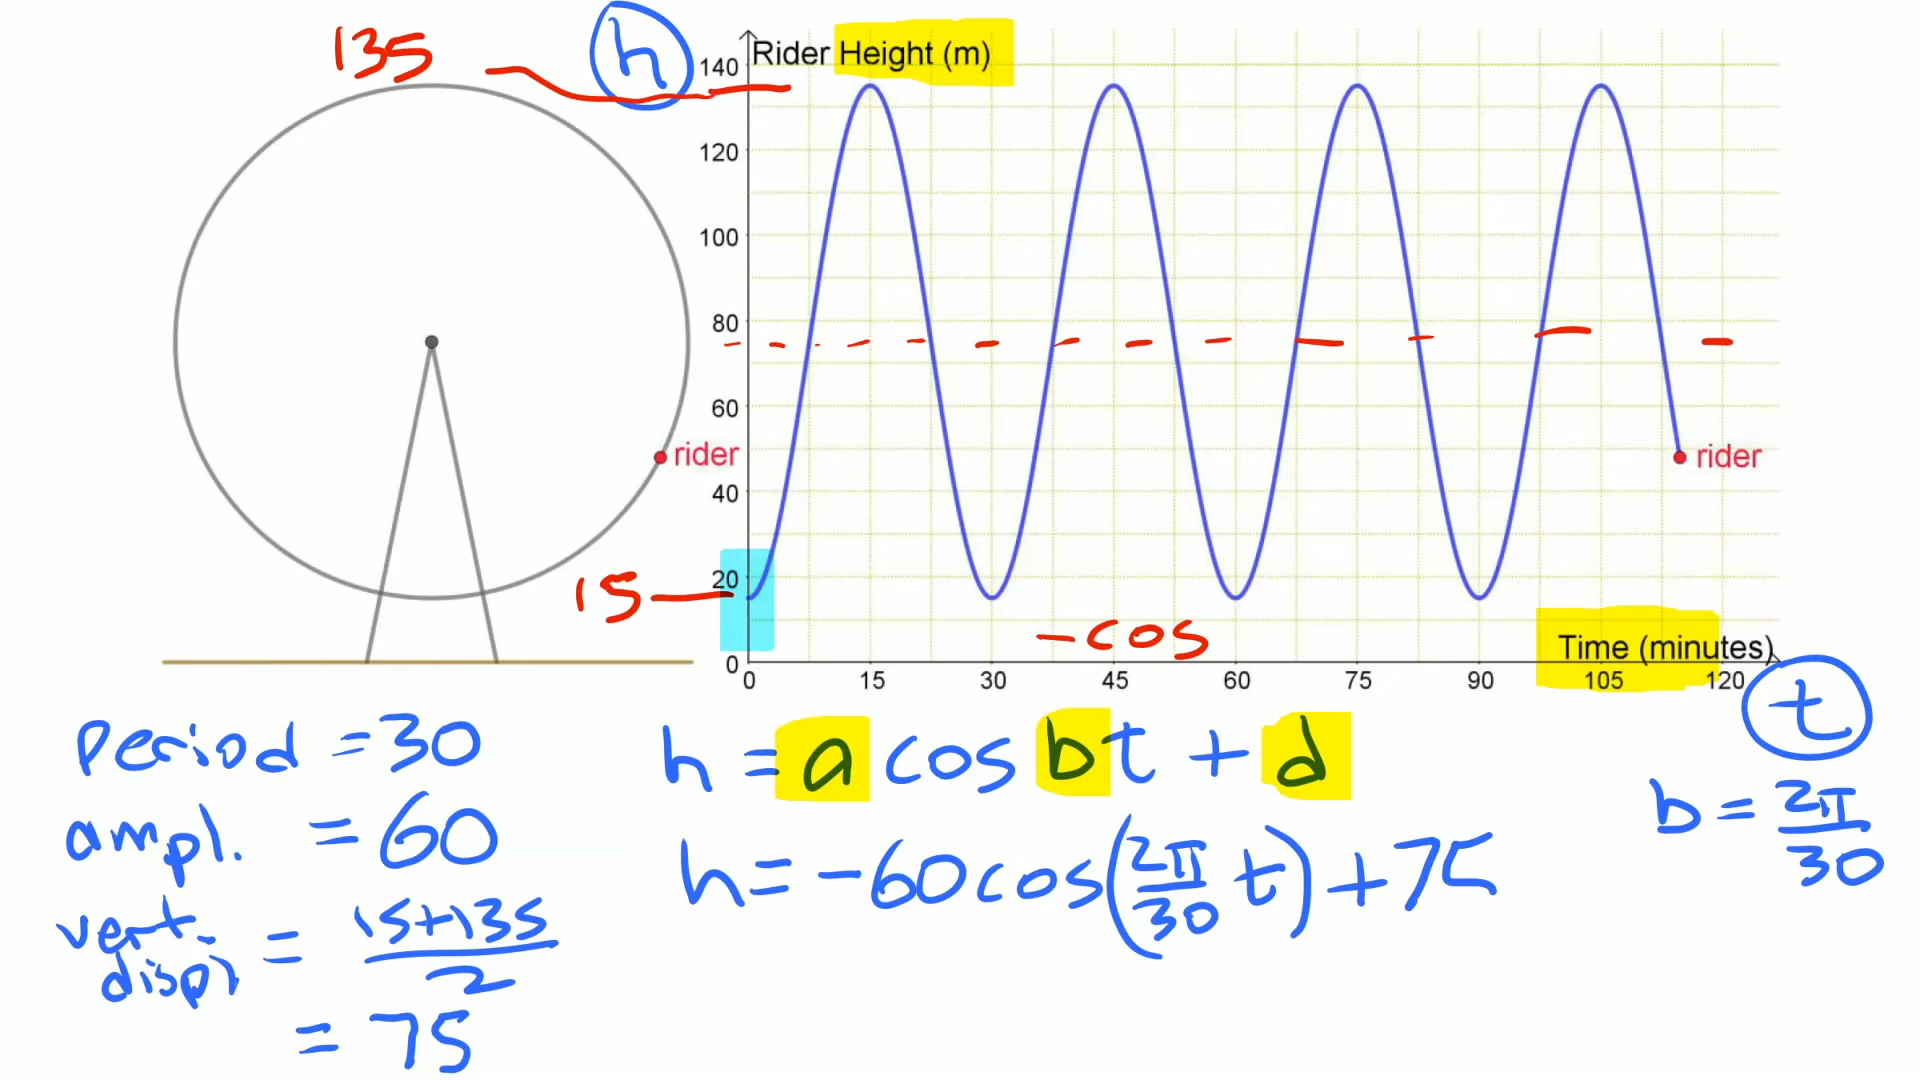 135
h
Rider Height (m)
140
120
100
80
60
40
20
0
rider
rider
15
-cos
Time (minutes)
0 15 30 45 60 75 90 105 120
t
period = 30
ampl. = 60
vert. displ = 15+135/2
= 75
h = a cos bt + d
h = -60cos(2π/30 t) + 75
b = 2π/30